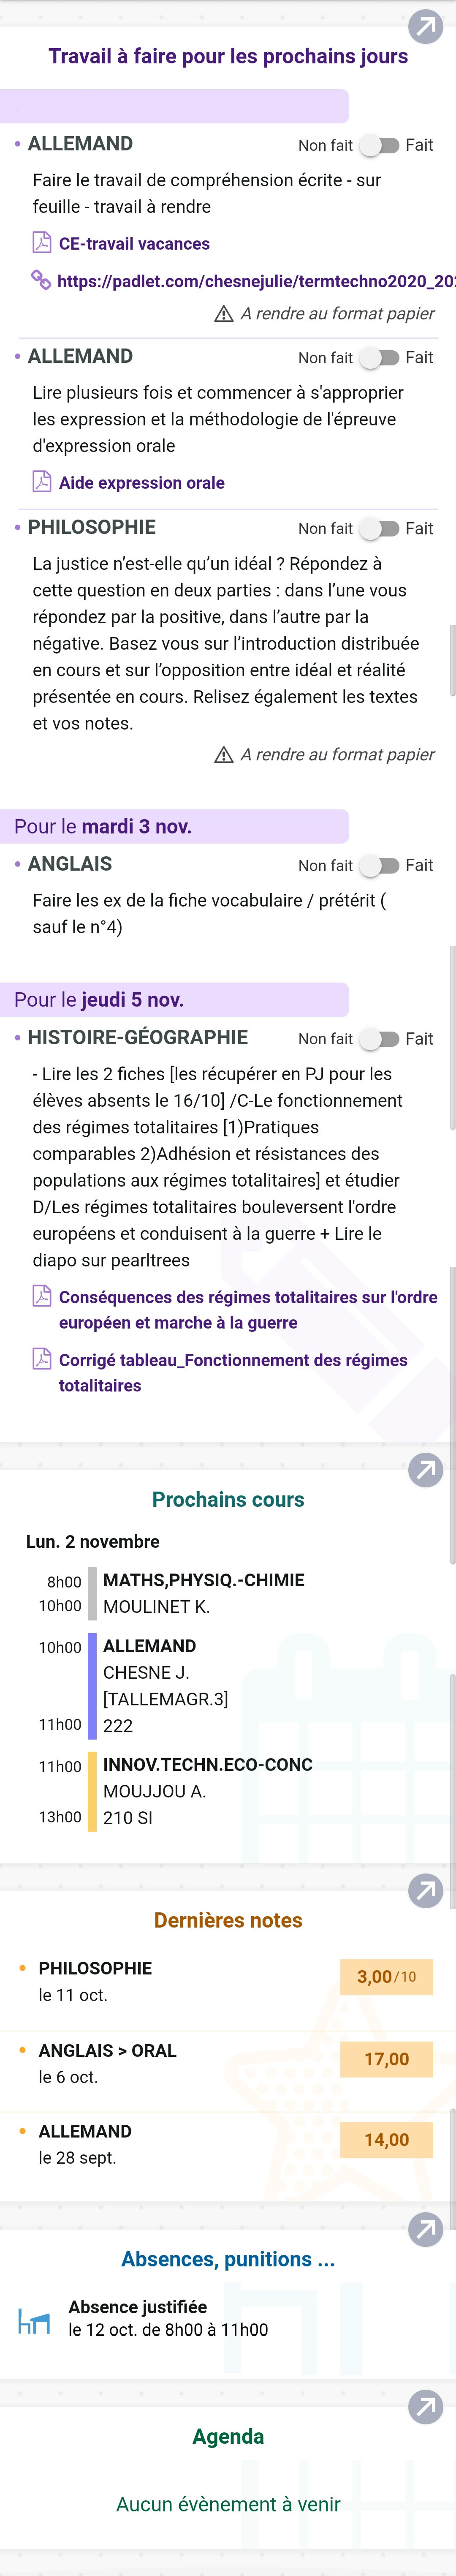 Travail à faire pour les prochains jours
ALLEMAND Non fait Fait
Faire le travail de compréhension écrite - sur
feuille - travail à rendre
CE-travail vacances
https://padlet.com/chesnejulie/termtechno2020_20
A rendre au format papier
ALLEMAND Non fait Fait
Lire plusieurs fois et commencer à s'approprier
les expression et la méthodologie de l'épreuve
d'expression orale
Aide expression orale
PHILOSOPHIE Non fait Fait
La justice n’est-elle qu’un idéal ? Répondez à
cette question en deux parties : dans l’une vous
répondez par la positive, dans l’autre par la
négative. Basez vous sur l’introduction distribuée
en cours et sur l’opposition entre idéal et réalité
présentée en cours. Relisez également les textes
et vos notes.
A rendre au format papier
Pour le mardi 3 nov.
ANGLAIS Non fait Fait
Faire les ex de la fiche vocabulaire / prétérit (
sauf le n°4)
Pour le jeudi 5 nov.
HISTOIRE-GÉOGRAPHIE Non fait Fait
- Lire les 2 fiches [les récupérer en PJ pour les
élèves absents le 16/10] /C-Le fonctionnement
des régimes totalitaires [1)Pratiques
comparables 2)Adhésion et résistances des
populations aux régimes totalitaires] et étudier
D/Les régimes totalitaires bouleversent l'ordre
européens et conduisent à la guerre + Lire le
diapo sur pearltrees
Conséquences des régimes totalitaires sur l'ordre
européen et marche à la guerre
Corrigé tableau_Fonctionnement des régimes
totalitaires
Prochains cours
Lun. 2 novembre
8h00 MATHS,PHYSIQ.-CHIMIE
10h00 MOULINET K.
10h00 ALLEMAND
CHESNE J.
[TALLEMAGR.3]
11h00 222
11h00 INNOV.TECHN.ECO-CONC
MOUJJOU A.
13h00 210 SI
Dernières notes
PHILOSOPHIE 3,00/10
le 11 oct.
ANGLAIS > ORAL 17,00
le 6 oct.
ALLEMAND 14,00
le 28 sept.
Absences, punitions ...
Absence justifiée
le 12 oct. de 8h00 à 11h00
Agenda
Aucun évènement à venir